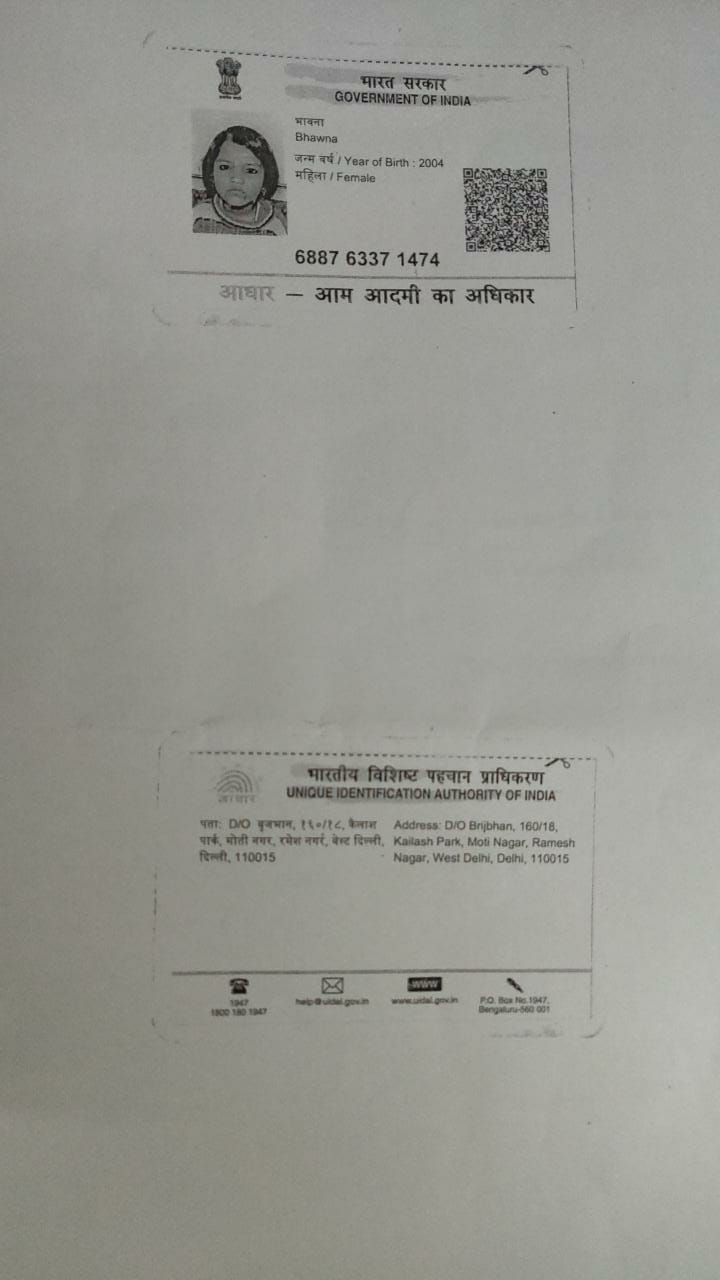 भारत सरकार
GOVERNMENT OF INDIA
भावना
Bhawna
जन्म वर्ष / Year of Birth : 2004
महिला / Female
6887 6337 1474
आधार – आम आदमी का अधिकार
भारतीय विशिष्ट पहचान प्राधिकरण
UNIQUE IDENTIFICATION AUTHORITY OF INDIA
आधार
पता: D/O बृजभान, १६०/१८, कैलाश
पार्क, मोती नगर, रमेश नगर, वेस्ट दिल्ली,
दिल्ली, 110015
Address: D/O Brijbhan, 160/18,
Kailash Park, Moti Nagar, Ramesh
Nagar, West Delhi, Delhi, 110015
1947
1800 180 1947
help@uidai.gov.in
WWW
www.uidai.gov.in
P.O. Box No.1947,
Bengaluru-560 001